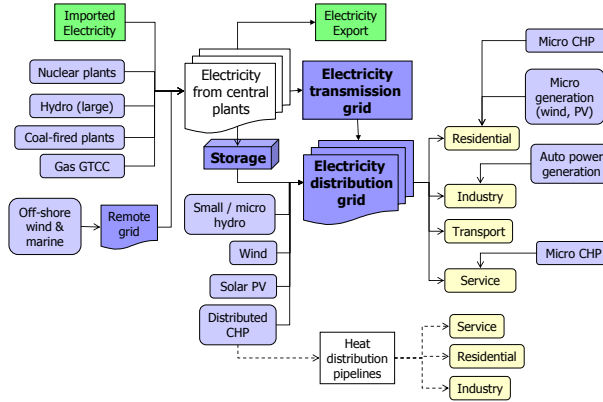 Imported
Electricity
Electricity
Export
Micro CHP
Nuclear plants
Hydro (large)
Coal-fired plants
Gas GTCC
Electricity
from central
plants
Electricity
transmission
grid
Micro
generation
(wind, PV)
Residential
Storage
Electricity
distribution
grid
Auto power
generation
Industry
Off-shore
wind &
marine
Remote
grid
Small / micro
hydro
Wind
Solar PV
Distributed
CHP
Transport
Micro CHP
Service
Heat
distribution
pipelines
Service
Residential
Industry